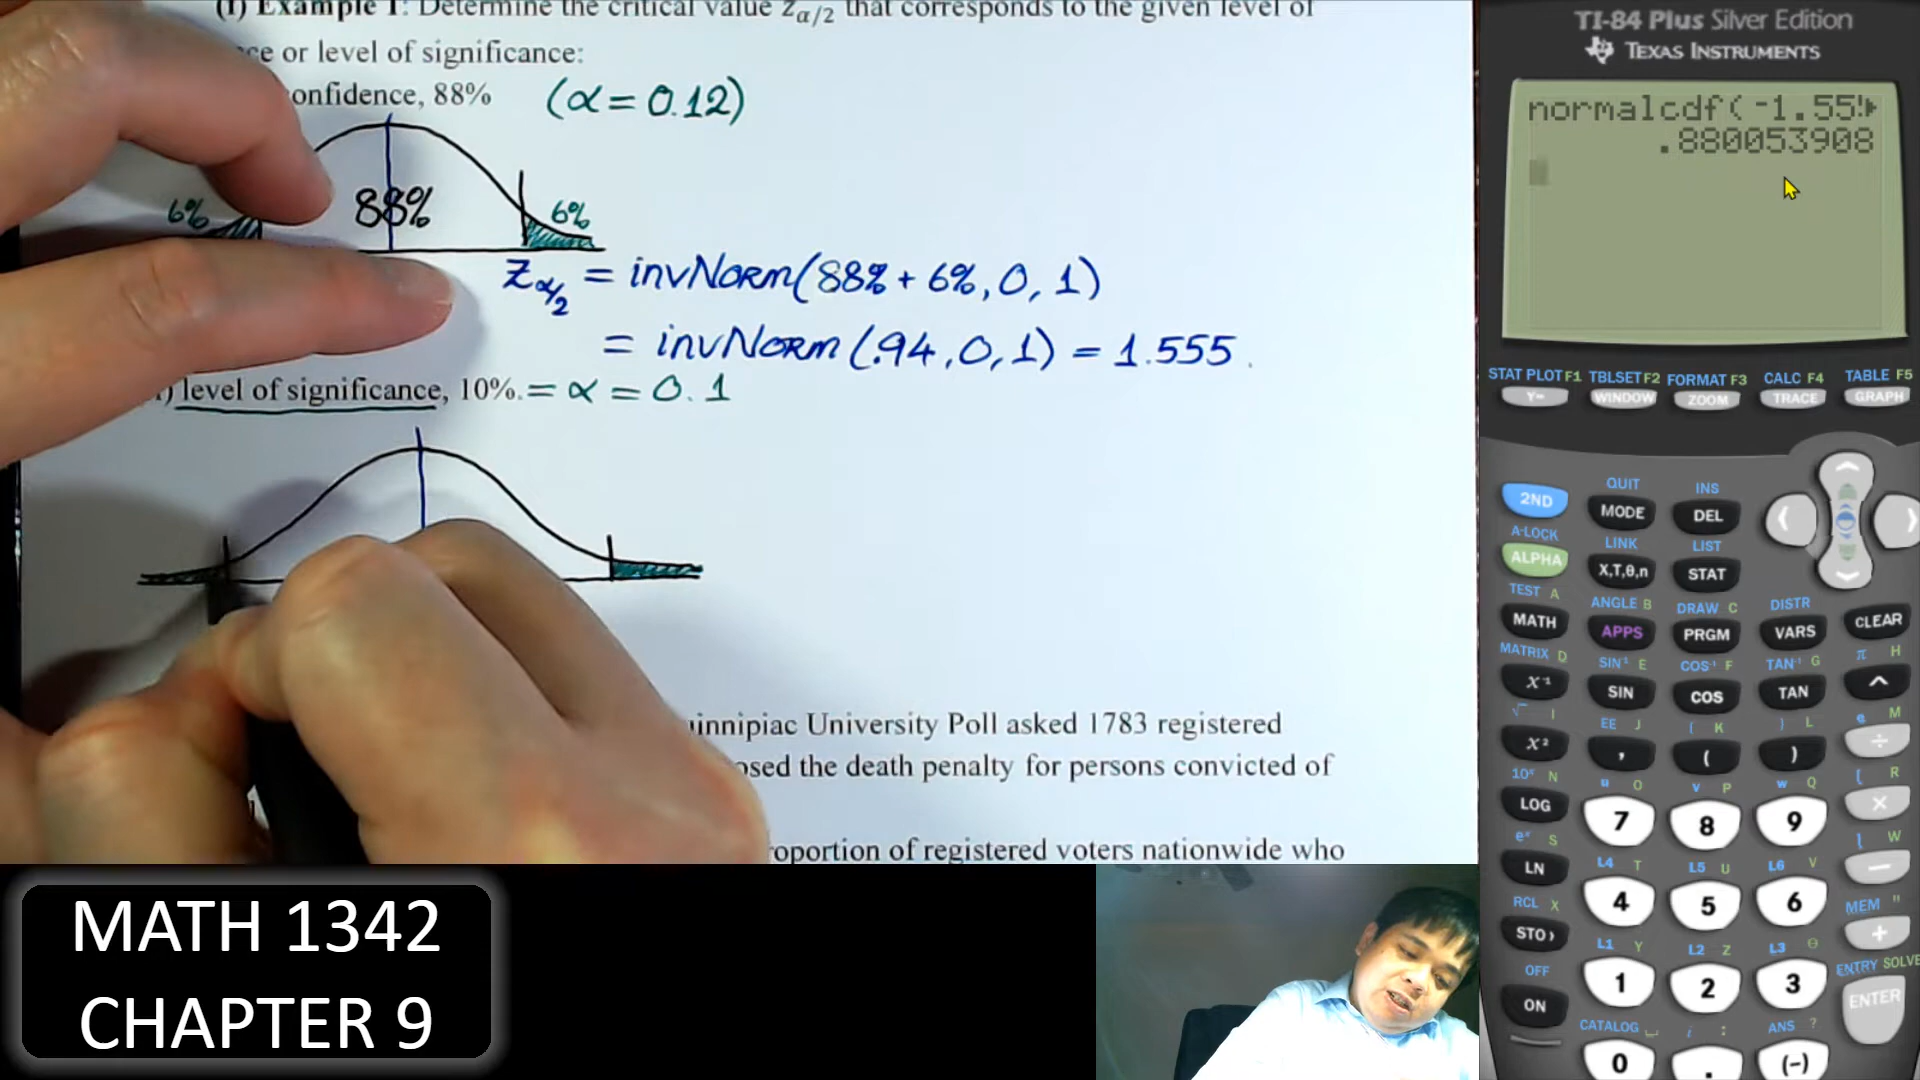 (I) Example 1: Determine the critical value zα/2 that corresponds to the given level of
or level of significance:
onfidence, 88% (α = 0.12)
6% 88% 6%
zα/2 = invNorm(88% + 6%, 0, 1)
= invNorm(.94, 0, 1) = 1.555.
) level of significance, 10%. = α = 0.1
innipiac University Poll asked 1783 registered
osed the death penalty for persons convicted of
roportion of registered voters nationwide who
MATH 1342
CHAPTER 9
TI-84 Plus Silver Edition
TEXAS INSTRUMENTS
normalcdf(-1.55
.880053908
STAT PLOT F1 TBLSET F2 FORMAT F3 CALC F4 TABLE F5
Y= WINDOW ZOOM TRACE GRAPH
QUIT INS
2ND MODE DEL
A-LOCK LINK LIST
ALPHA X,T,θ,n STAT
TEST A ANGLE B DRAW C DISTR
MATH APPS PRGM VARS CLEAR
MATRIX D SIN⁻¹ E COS⁻¹ F TAN⁻¹ G π H
x⁻¹ SIN COS TAN ^
√ I EE J { K } L e M
x² , ( ) ÷
10ˣ N u O v P w Q [ R
LOG 7 8 9 ×
eˣ S L4 T L5 U L6 V ] W
LN 4 5 6 −
RCL X L1 Y L2 Z L3 θ MEM "
STO› 1 2 3 +
OFF CATALOG i : ANS ? ENTRY SOLVE
ON 0 . (-) ENTER